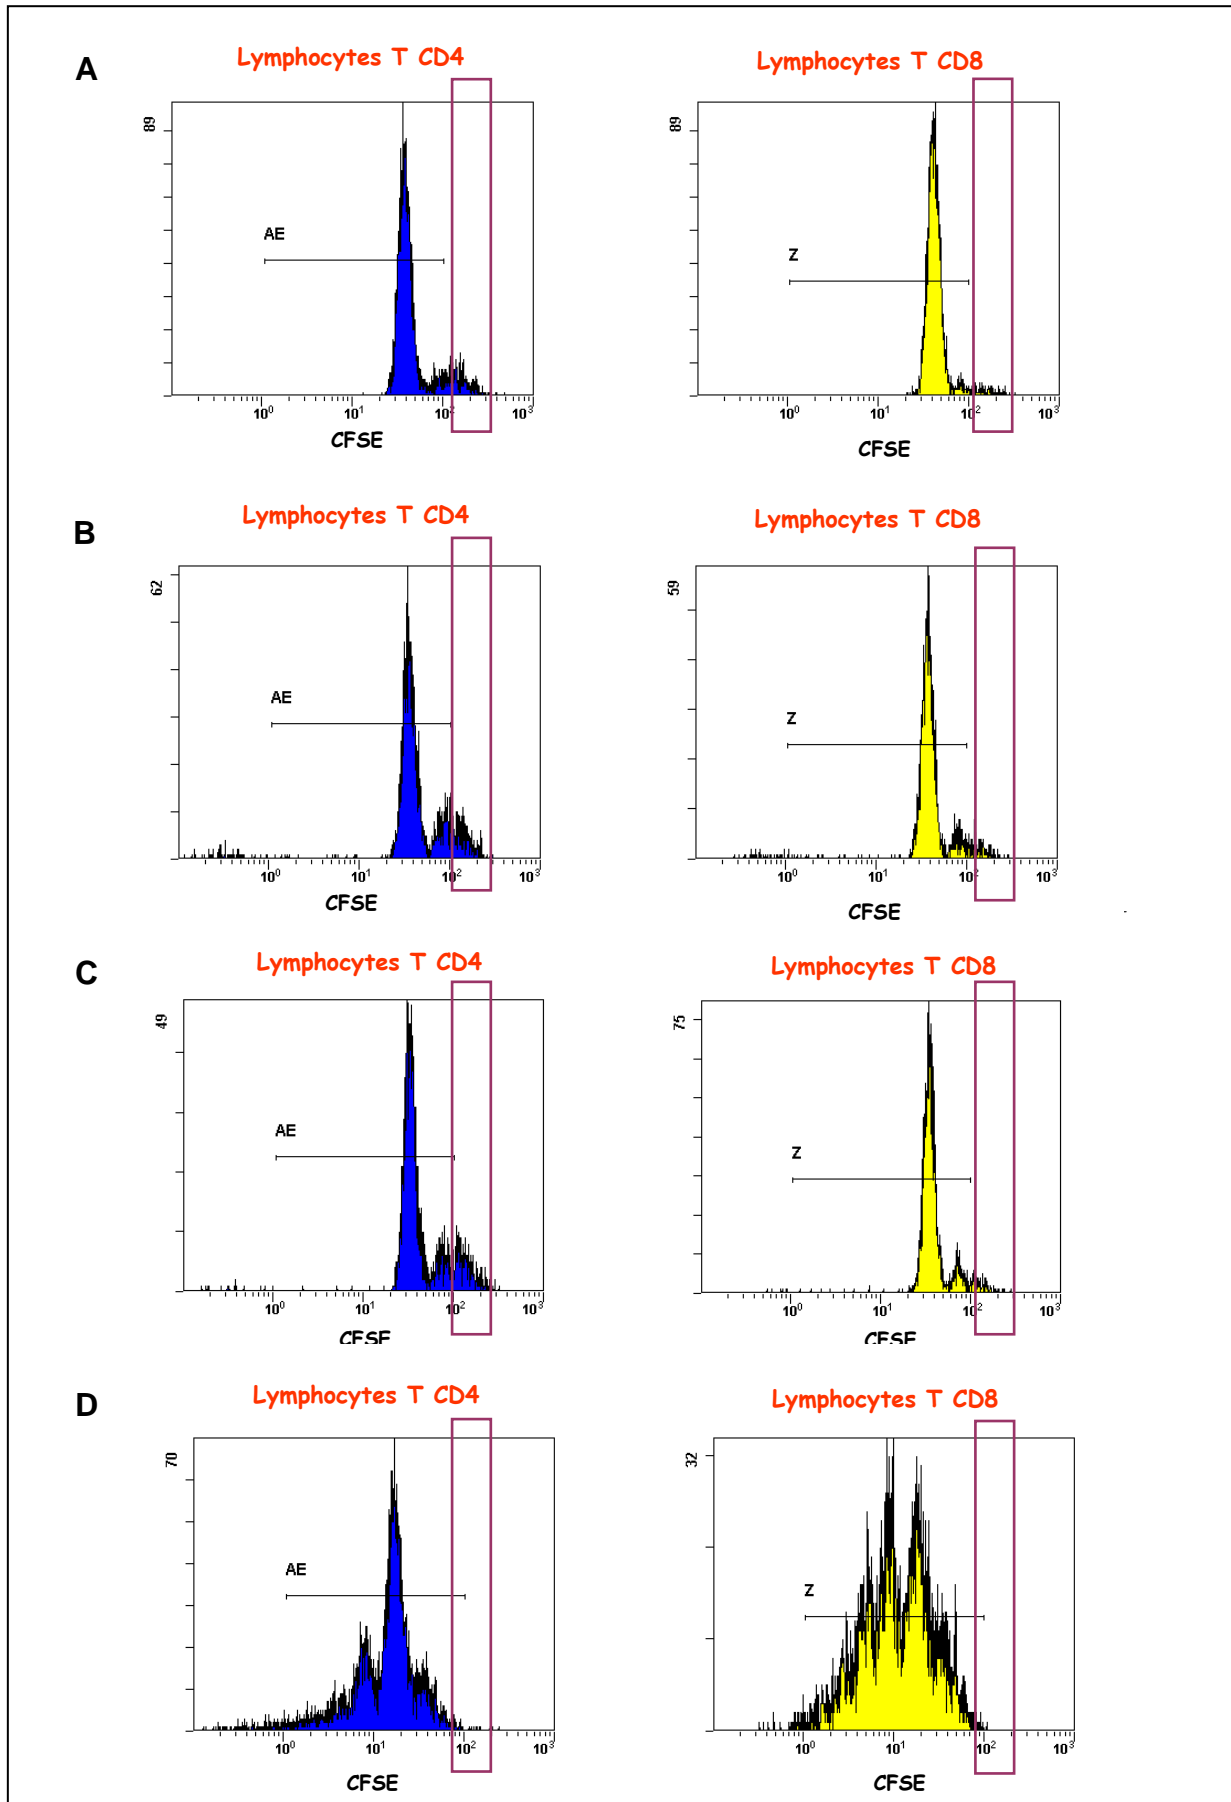 A
Lymphocytes T CD4
Lymphocytes T CD8
89
AE
10⁰ 10¹ 10² 10³
CFSE
89
Z
10⁰ 10¹ 10² 10³
CFSE
B
Lymphocytes T CD4
Lymphocytes T CD8
62
AE
10⁰ 10¹ 10² 10³
CFSE
59
Z
10⁰ 10¹ 10² 10³
CFSE
C
Lymphocytes T CD4
Lymphocytes T CD8
49
AE
10⁰ 10¹ 10² 10³
CFSE
75
Z
10⁰ 10¹ 10² 10³
CFSE
D
Lymphocytes T CD4
Lymphocytes T CD8
70
AE
10⁰ 10¹ 10² 10³
CFSE
32
Z
10⁰ 10¹ 10² 10³
CFSE